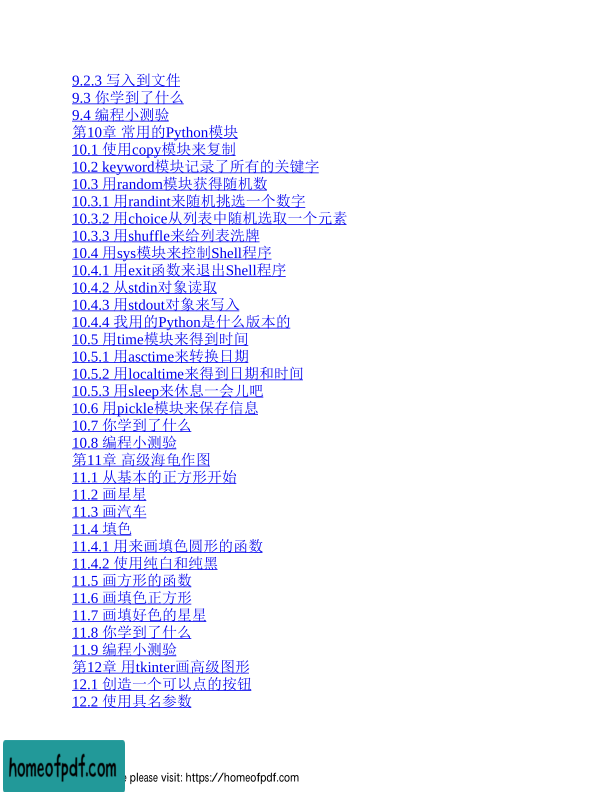 9.2.3 写入到文件
9.3 你学到了什么
9.4 编程小测验
第10章 常用的Python模块
10.1 使用copy模块来复制
10.2 keyword模块记录了所有的关键字
10.3 用random模块获得随机数
10.3.1 用randint来随机挑选一个数字
10.3.2 用choice从列表中随机选取一个元素
10.3.3 用shuffle来给列表洗牌
10.4 用sys模块来控制Shell程序
10.4.1 用exit函数来退出Shell程序
10.4.2 从stdin对象读取
10.4.3 用stdout对象来写入
10.4.4 我用的Python是什么版本的
10.5 用time模块来得到时间
10.5.1 用asctime来转换日期
10.5.2 用localtime来得到日期和时间
10.5.3 用sleep来休息一会儿吧
10.6 用pickle模块来保存信息
10.7 你学到了什么
10.8 编程小测验
第11章 高级海龟作图
11.1 从基本的正方形开始
11.2 画星星
11.3 画汽车
11.4 填色
11.4.1 用来画填色圆形的函数
11.4.2 使用纯白和纯黑
11.5 画方形的函数
11.6 画填色正方形
11.7 画填好色的星星
11.8 你学到了什么
11.9 编程小测验
第12章 用tkinter画高级图形
12.1 创造一个可以点的按钮
12.2 使用具名参数
homeofpdf.com
e please visit: https://homeofpdf.com